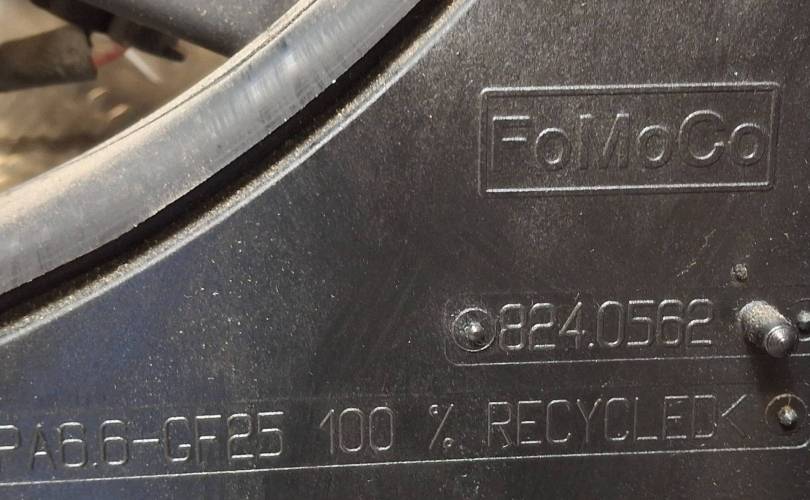 FoMoCo
824.0562
PA6.6-GF25 100 % RECYCLED<